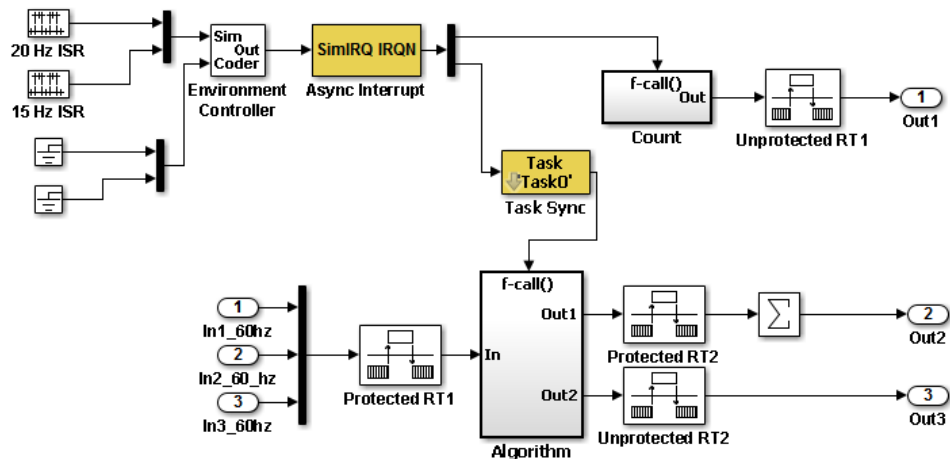 20 Hz ISR
15 Hz ISR
Sim
Out
Coder
Environment
Controller
SimIRQ IRQN
Async Interrupt
f-call()
Out
Count
Unprotected RT1
1
Out1
Task
'Task0'
Task Sync
1
In1_60hz
2
In2_60_hz
3
In3_60hz
Protected RT1
f-call()
In
Out1
Out2
Algorithm
Protected RT2
Σ
2
Out2
Unprotected RT2
3
Out3